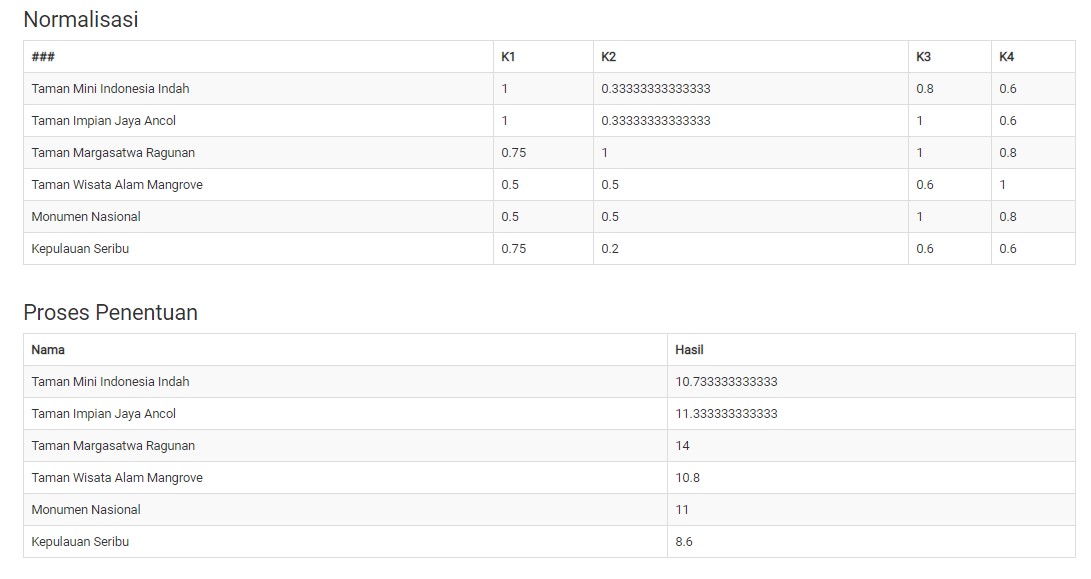 Normalisasi
### K1 K2 K3 K4
Taman Mini Indonesia Indah 1 0.33333333333333 0.8 0.6
Taman Impian Jaya Ancol 1 0.33333333333333 1 0.6
Taman Margasatwa Ragunan 0.75 1 1 0.8
Taman Wisata Alam Mangrove 0.5 0.5 0.6 1
Monumen Nasional 0.5 0.5 1 0.8
Kepulauan Seribu 0.75 0.2 0.6 0.6
Proses Penentuan
Nama Hasil
Taman Mini Indonesia Indah 10.733333333333
Taman Impian Jaya Ancol 11.333333333333
Taman Margasatwa Ragunan 14
Taman Wisata Alam Mangrove 10.8
Monumen Nasional 11
Kepulauan Seribu 8.6